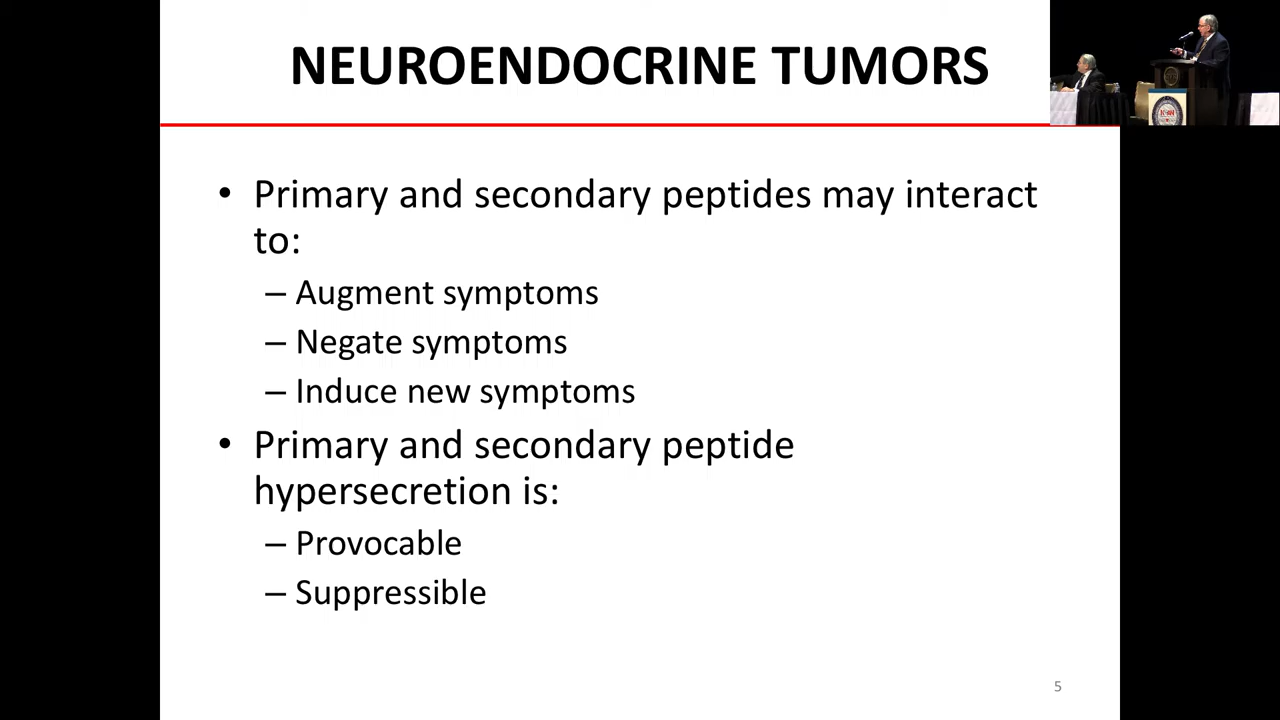 NEUROENDOCRINE TUMORS
• Primary and secondary peptides may interact
to:
– Augment symptoms
– Negate symptoms
– Induce new symptoms
• Primary and secondary peptide
hypersecretion is:
– Provocable
– Suppressible
5